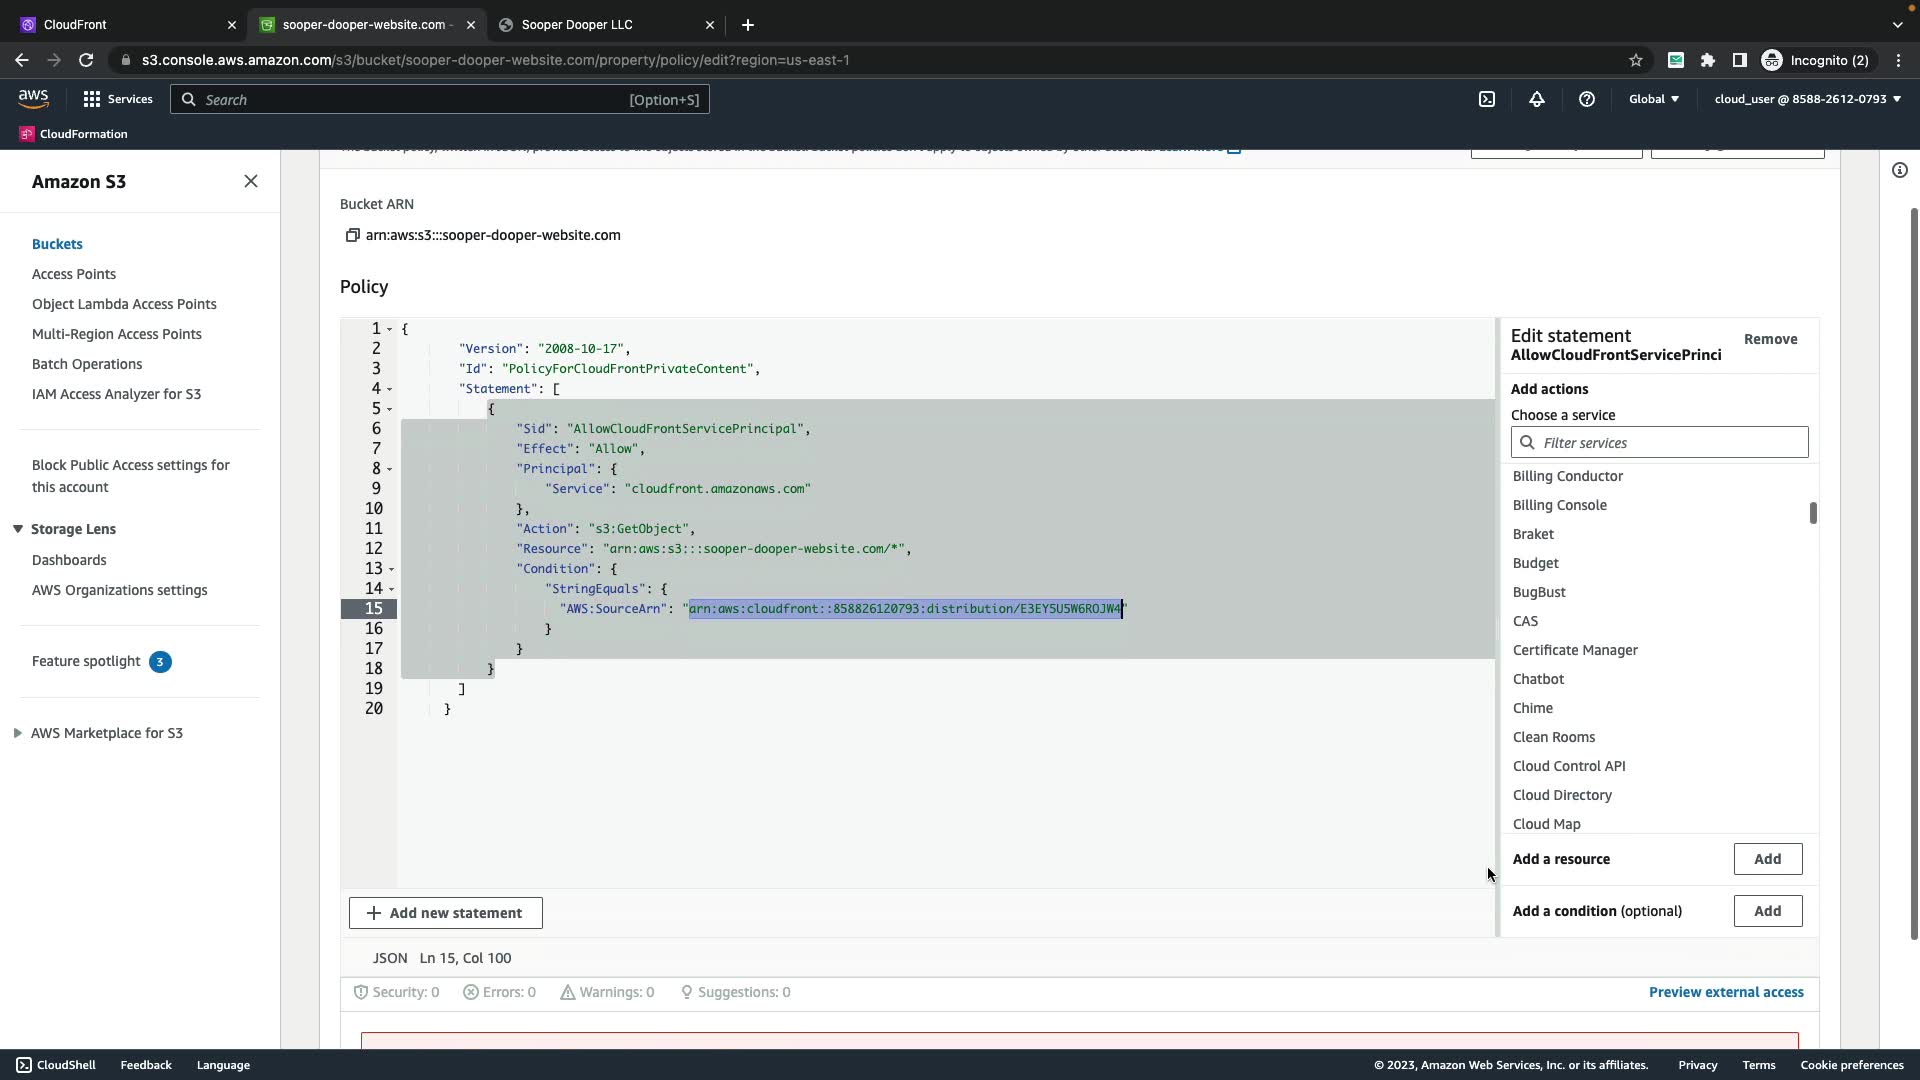 CloudFront
sooper-dooper-website.com -
Sooper Dooper LLC
s3.console.aws.amazon.com/s3/bucket/sooper-dooper-website.com/property/policy/edit?region=us-east-1
Incognito (2)
aws
Services
Search
[Option+S]
Global
cloud_user @ 8588-2612-0793
CloudFormation
Amazon S3
Buckets
Access Points
Object Lambda Access Points
Multi-Region Access Points
Batch Operations
IAM Access Analyzer for S3
Block Public Access settings for
this account
Storage Lens
Dashboards
AWS Organizations settings
Feature spotlight 3
AWS Marketplace for S3
Bucket ARN
arn:aws:s3:::sooper-dooper-website.com
Policy
1 {
2 "Version": "2008-10-17",
3 "Id": "PolicyForCloudFrontPrivateContent",
4 "Statement": [
5 {
6 "Sid": "AllowCloudFrontServicePrincipal",
7 "Effect": "Allow",
8 "Principal": {
9 "Service": "cloudfront.amazonaws.com"
10 },
11 "Action": "s3:GetObject",
12 "Resource": "arn:aws:s3:::sooper-dooper-website.com/*",
13 "Condition": {
14 "StringEquals": {
15 "AWS:SourceArn": "arn:aws:cloudfront::858826120793:distribution/E3EY5U5W6ROJW4"
16 }
17 }
18 }
19 ]
20 }
Edit statement
AllowCloudFrontServicePrinci
Remove
Add actions
Choose a service
Filter services
Billing Conductor
Billing Console
Braket
Budget
BugBust
CAS
Certificate Manager
Chatbot
Chime
Clean Rooms
Cloud Control API
Cloud Directory
Cloud Map
Add a resource
Add
Add a condition (optional)
Add
Add new statement
JSON Ln 15, Col 100
Security: 0
Errors: 0
Warnings: 0
Suggestions: 0
Preview external access
CloudShell
Feedback
Language
© 2023, Amazon Web Services, Inc. or its affiliates.
Privacy
Terms
Cookie preferences